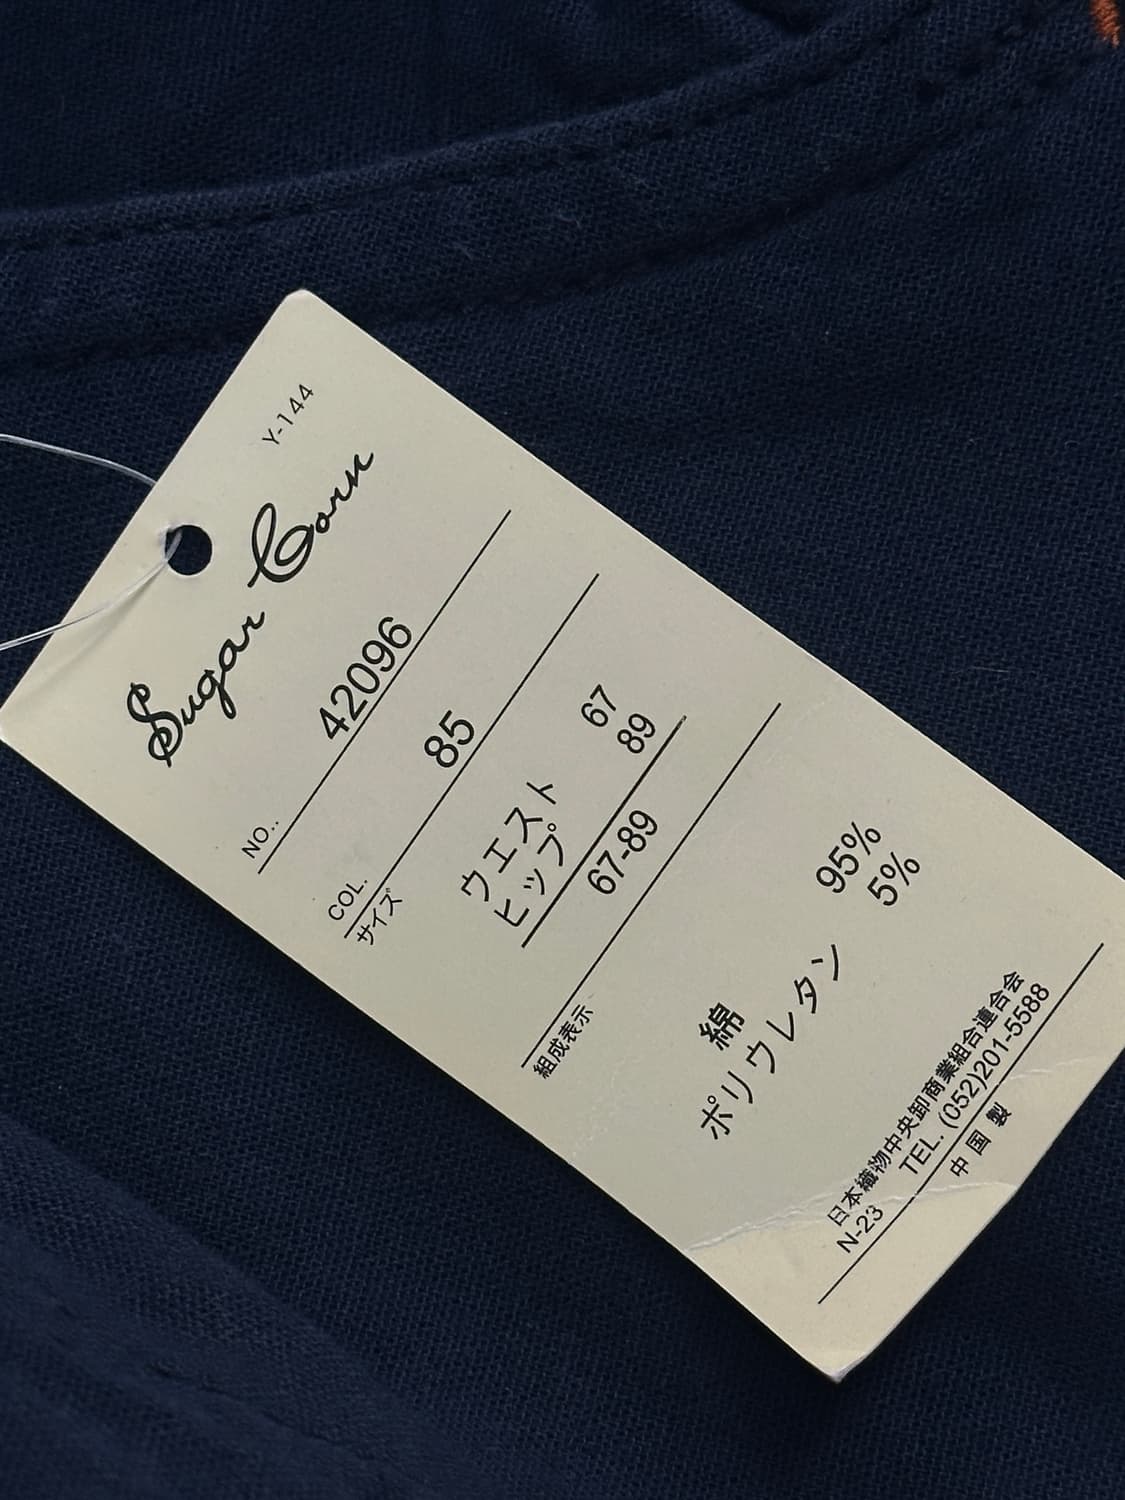 Y-144
Sugar Corn
NO.. 42096
COL. 85
サイズ
ウエスト 67
ヒップ 89
67-89
組成表示
綿 95%
ポリウレタン 5%
日本織物中央卸商業組合連合会
N-23 TEL. (052)201-5588
中国製